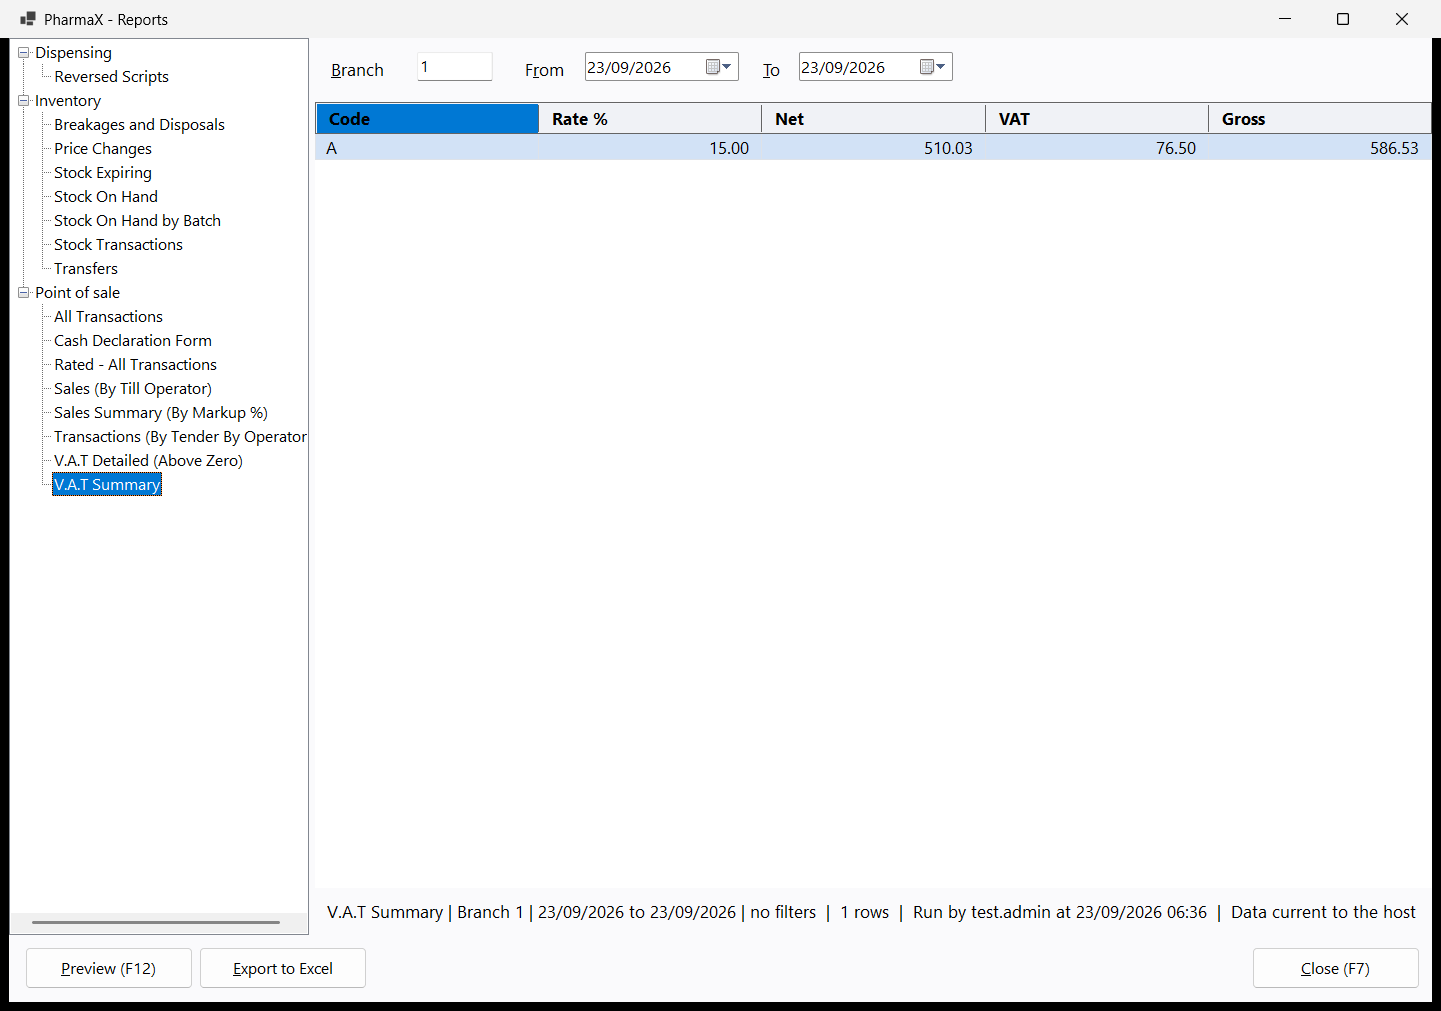 PharmaX - Reports
Dispensing
Reversed Scripts
Inventory
Breakages and Disposals
Price Changes
Stock Expiring
Stock On Hand
Stock On Hand by Batch
Stock Transactions
Transfers
Point of sale
All Transactions
Cash Declaration Form
Rated - All Transactions
Sales (By Till Operator)
Sales Summary (By Markup %)
Transactions (By Tender By Operator
V.A.T Detailed (Above Zero)
V.A.T Summary
Branch 1 From 23/09/2026 To 23/09/2026
Code Rate % Net VAT Gross
A 15.00 510.03 76.50 586.53
V.A.T Summary | Branch 1 | 23/09/2026 to 23/09/2026 | no filters | 1 rows | Run by test.admin at 23/09/2026 06:36 | Data current to the host
Preview (F12) Export to Excel Close (F7)